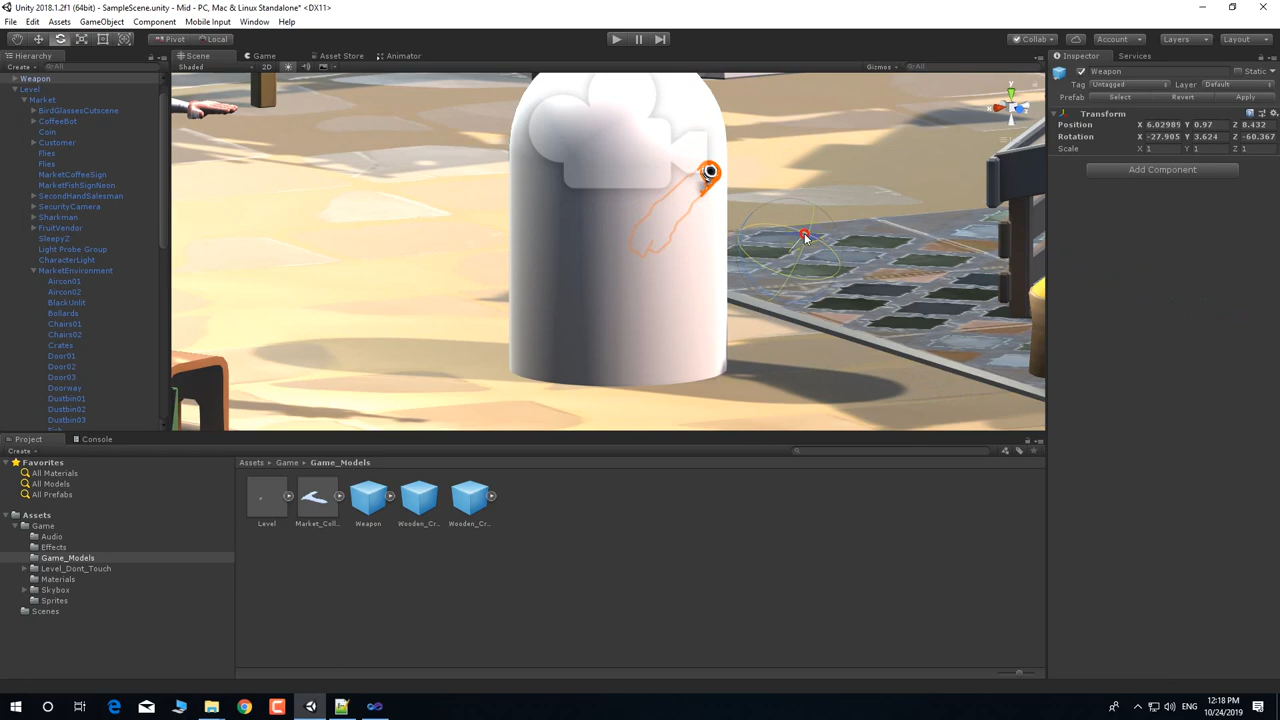 Unity 2018.1.2f1 (64bit) - SampleScene.unity - Mid - PC, Mac & Linux Standalone* <DX11>
File Edit Assets GameObject Component Mobile Input Window Help
Pivot Local Collab Account Layers Layout
Hierarchy Scene Game Asset Store Animator Inspector Services
Create All Shaded 2D Gizmos All
Weapon Static
Tag Untagged Layer Default
Prefab Select Revert Apply
Transform
Position X 6.02989 Y 0.97 Z 8.432
Rotation X -27.905 Y 3.624 Z -60.367
Scale X 1 Y 1 Z 1
Add Component
Weapon
Level
Market
BirdGlassesCutscene
CoffeeBot
Coin
Customer
Flies
Flies
MarketCoffeeSign
MarketFishSignNeon
SecondHandSalesman
SecurityCamera
Sharkman
FruitVendor
SleepyZ
Light Probe Group
CharacterLight
MarketEnvironment
Aircon01
Aircon02
BlackUnlit
Bollards
Chairs01
Chairs02
Crates
Door01
Door02
Door03
Doorway
Dustbin01
Dustbin02
Dustbin03
y
x
Project Console
Create
Favorites
All Materials
All Models
All Prefabs
Assets
Game
Audio
Effects
Game_Models
Level_Dont_Touch
Materials
Skybox
Sprites
Scenes
Assets Game Game_Models
Level Market_Coll... Weapon Wooden_Cr... Wooden_Cr...
12:18 PM
10/24/2019